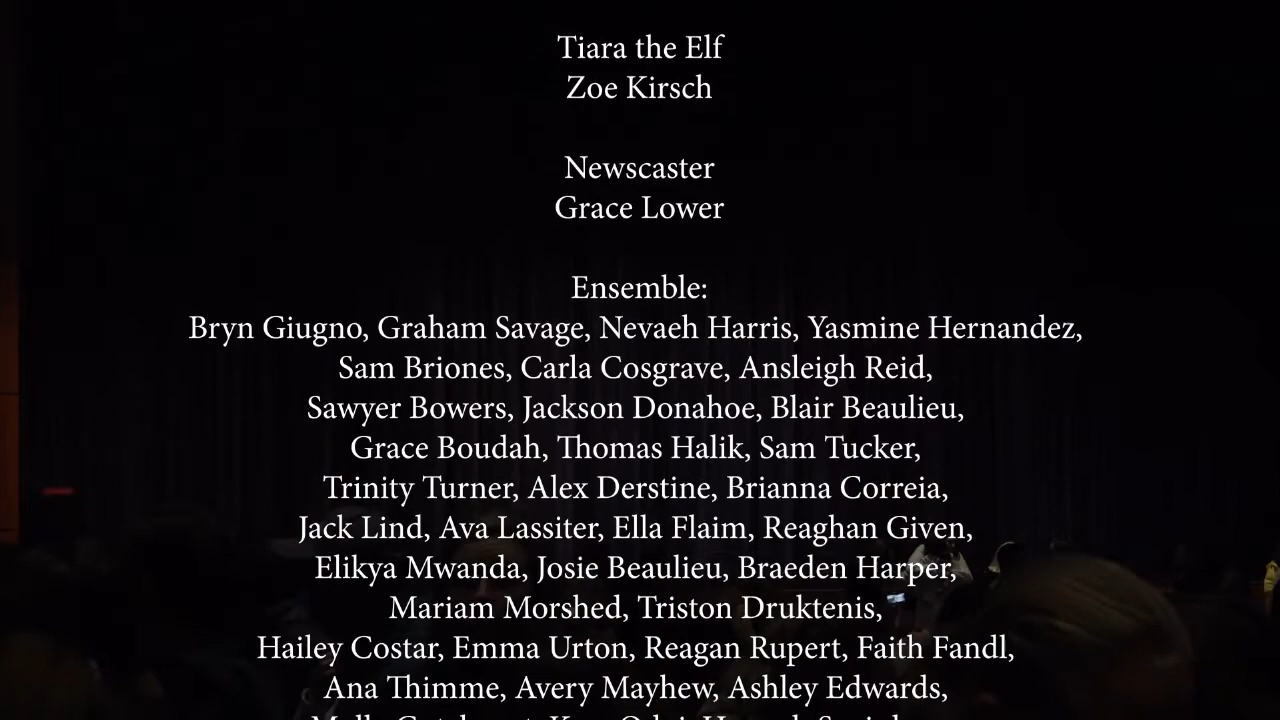 Tiara the Elf
Zoe Kirsch
Newscaster
Grace Lower
Ensemble:
Bryn Giugno, Graham Savage, Nevaeh Harris, Yasmine Hernandez,
Sam Briones, Carla Cosgrave, Ansleigh Reid,
Sawyer Bowers, Jackson Donahoe, Blair Beaulieu,
Grace Boudah, Thomas Halik, Sam Tucker,
Trinity Turner, Alex Derstine, Brianna Correia,
Jack Lind, Ava Lassiter, Ella Flaim, Reaghan Given,
Elikya Mwanda, Josie Beaulieu, Braeden Harper,
Mariam Morshed, Triston Druktenis,
Hailey Costar, Emma Urton, Reagan Rupert, Faith Fandl,
Ana Thimme, Avery Mayhew, Ashley Edwards,